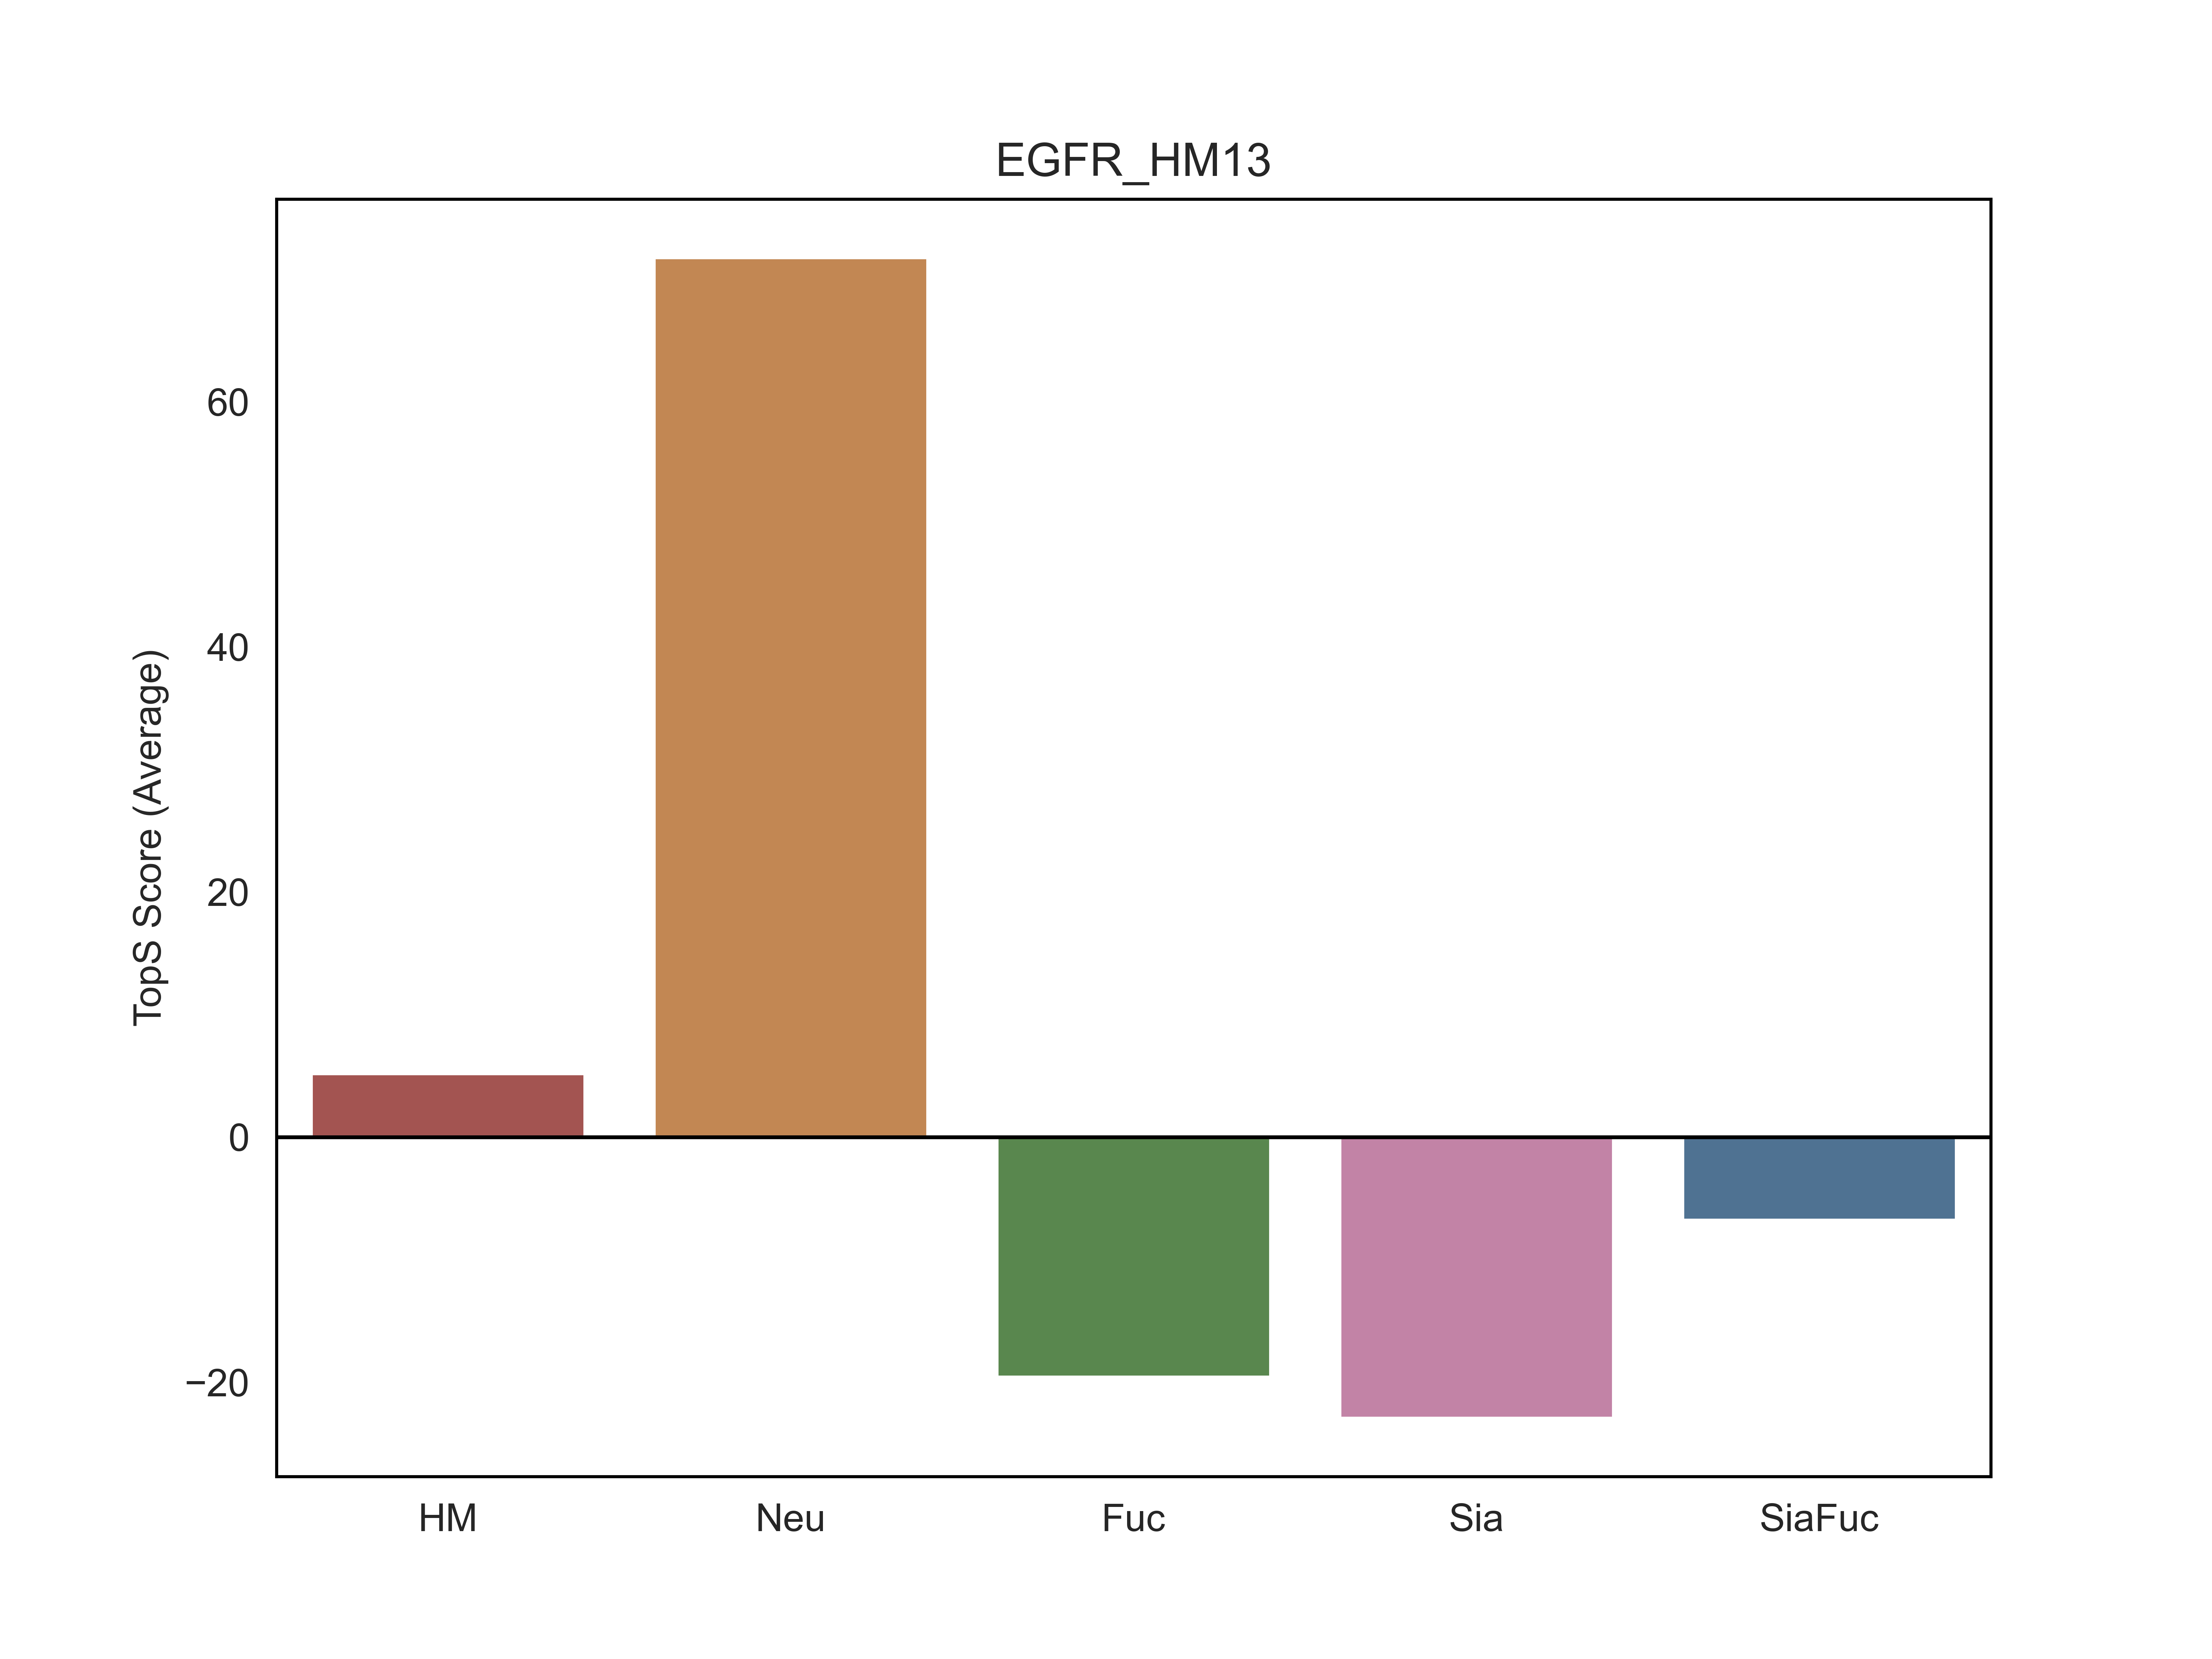 EGFR_HM13
TopS Score (Average)
60
40
20
0
−20
HM
Neu
Fuc
Sia
SiaFuc